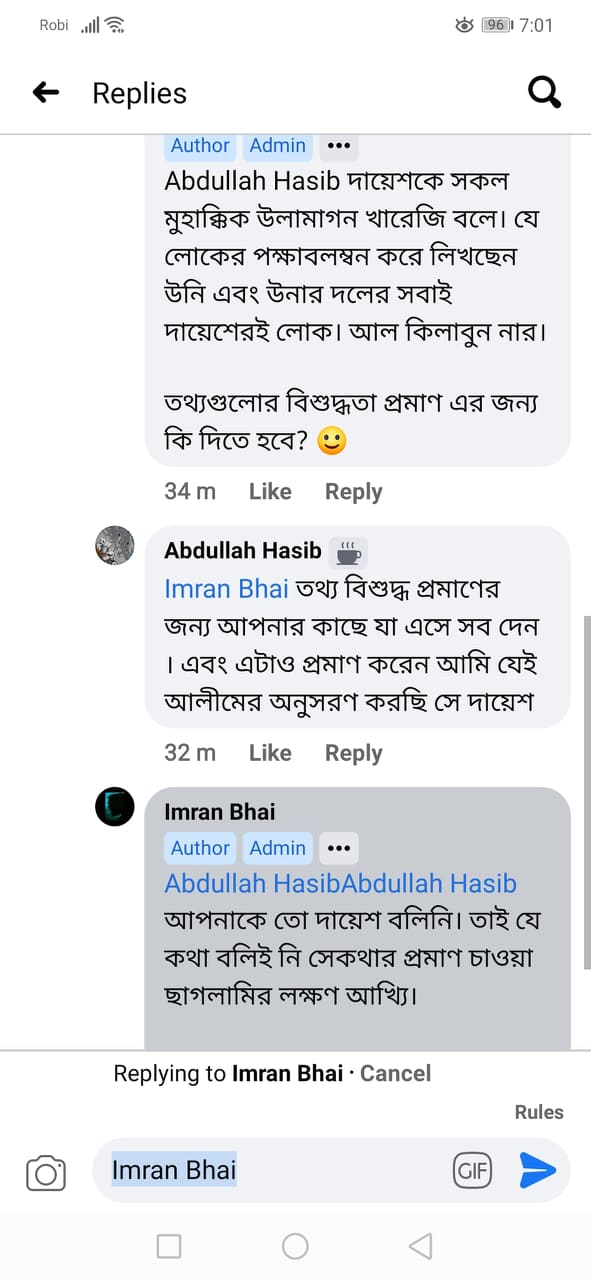 Robi 96 7:01
Replies
Author Admin •••
Abdullah Hasib দায়েশকে সকল
মুহাক্কিক উলামাগন খারেজি বলে। যে
লোকের পক্ষাবলম্বন করে লিখছেন
উনি এবং উনার দলের সবাই
দায়েশেরই লোক। আল কিলাবুন নার।
তথ্যগুলোর বিশুদ্ধতা প্রমাণ এর জন্য
কি দিতে হবে? 🙂
34 m Like Reply
Abdullah Hasib
Imran Bhai তথ্য বিশুদ্ধ প্রমাণের
জন্য আপনার কাছে যা এসে সব দেন
। এবং এটাও প্রমাণ করেন আমি যেই
আলীমের অনুসরণ করছি সে দায়েশ
32 m Like Reply
Imran Bhai
Author Admin •••
Abdullah HasibAbdullah Hasib
আপনাকে তো দায়েশ বলিনি। তাই যে
কথা বলিই নি সেকথার প্রমাণ চাওয়া
ছাগলামির লক্ষণ আখ্যি।
Replying to Imran Bhai · Cancel
Rules
Imran Bhai GIF